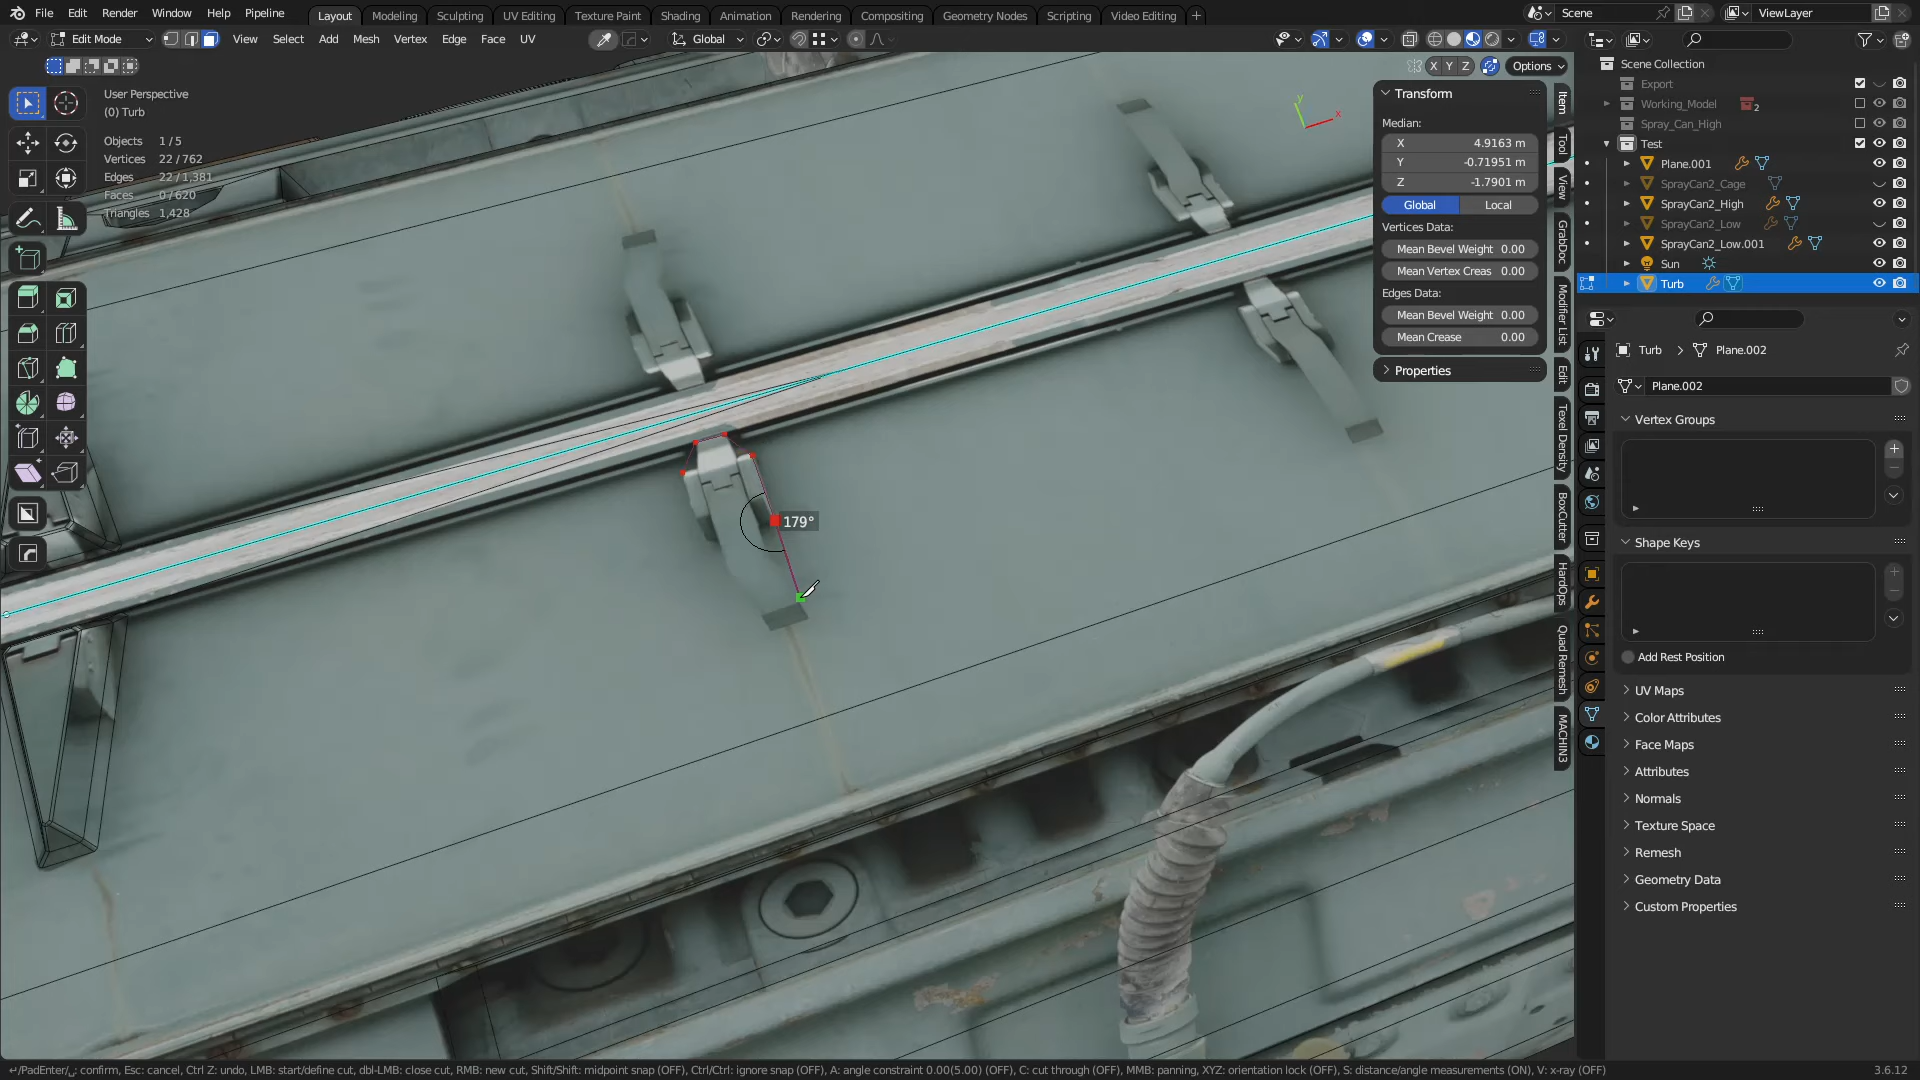 File Edit Render Window Help Pipeline Layout Modeling Sculpting UV Editing Texture Paint Shading Animation Rendering Compositing Geometry Nodes Scripting Video Editing + Scene ViewLayer
Edit Mode View Select Add Mesh Vertex Edge Face UV Global
X Y Z Options
User Perspective
(0) Turb
Objects 1 / 5
Vertices 22 / 762
Edges 22 / 1,381
Faces 0 / 620
Triangles 1,428
y
x
179°
Transform
Median:
X 4.9163 m
Y -0.71951 m
Z -1.7901 m
Global Local
Vertices Data:
Mean Bevel Weight 0.00
Mean Vertex Creas 0.00
Edges Data:
Mean Bevel Weight 0.00
Mean Crease 0.00
Properties
Item
Tool
View
GrabDoc
Modifier List
Edit
Texel Density
BoxCutter
HardOps
Quad Remesh
MACHIN3
Scene Collection
Export
Working_Model 2
Spray_Can_High
Test
Plane.001
SprayCan2_Cage
SprayCan2_High
SprayCan2_Low
SprayCan2_Low.001
Sun
Turb
Turb Plane.002
Plane.002
Vertex Groups
Shape Keys
Add Rest Position
UV Maps
Color Attributes
Face Maps
Attributes
Normals
Texture Space
Remesh
Geometry Data
Custom Properties
↵/PadEnter/␣: confirm, Esc: cancel, Ctrl Z: undo, LMB: start/define cut, dbl-LMB: close cut, RMB: new cut, Shift/Shift: midpoint snap (OFF), Ctrl/Ctrl: ignore snap (OFF), A: angle constraint 0.00(5.00) (OFF), C: cut through (OFF), MMB: panning, XYZ: orientation lock (OFF), S: distance/angle measurements (ON), V: x-ray (OFF)
3.6.12